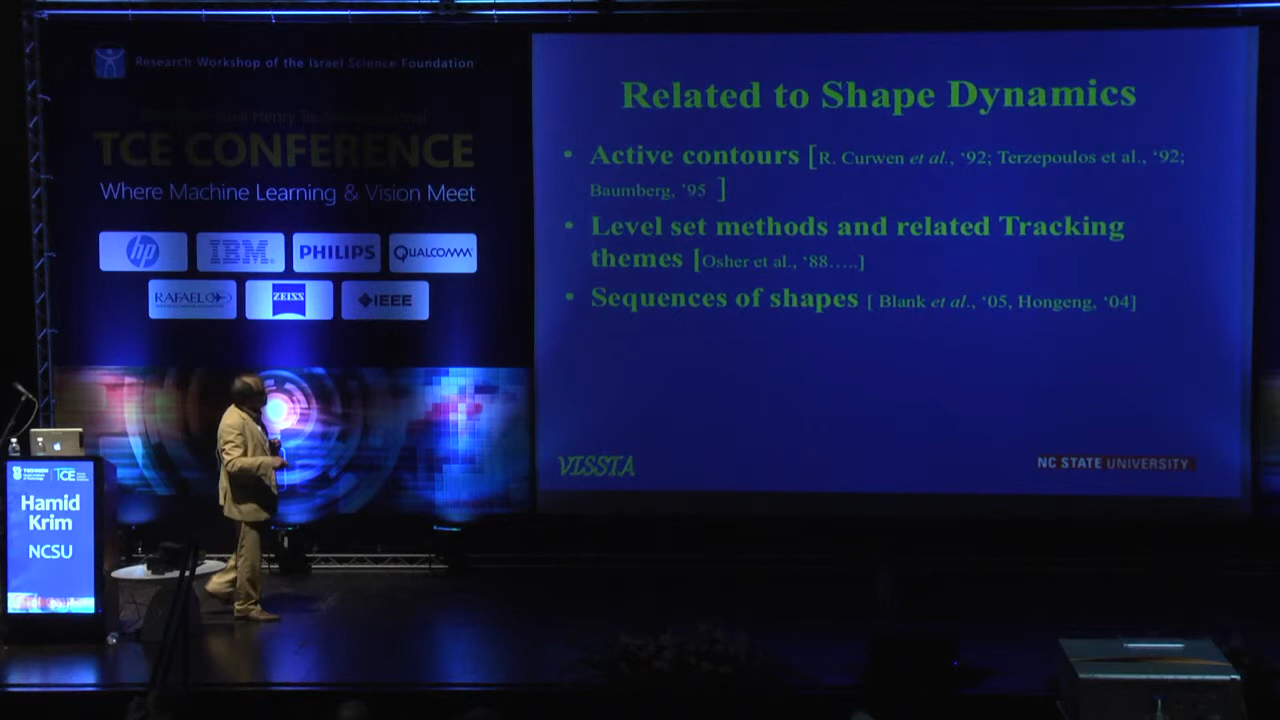 Research Workshop of the Israel Science Foundation
TCE CONFERENCE
Where Machine Learning & Vision Meet
hp
IBM
PHILIPS
QUALCOMM
RAFAEL
ZEISS
IEEE
TECHNION
TCE
Hamid
Krim
NCSU
Related to Shape Dynamics
• Active contours [R. Curwen et al., ‘92; Terzepoulos et al., ‘92;
Baumberg, ‘95 ]
• Level set methods and related Tracking
themes [Osher et al., ‘88…..]
• Sequences of shapes [ Blank et al., ‘05, Hongeng, ‘04]
VISSTA
NC STATE UNIVERSITY